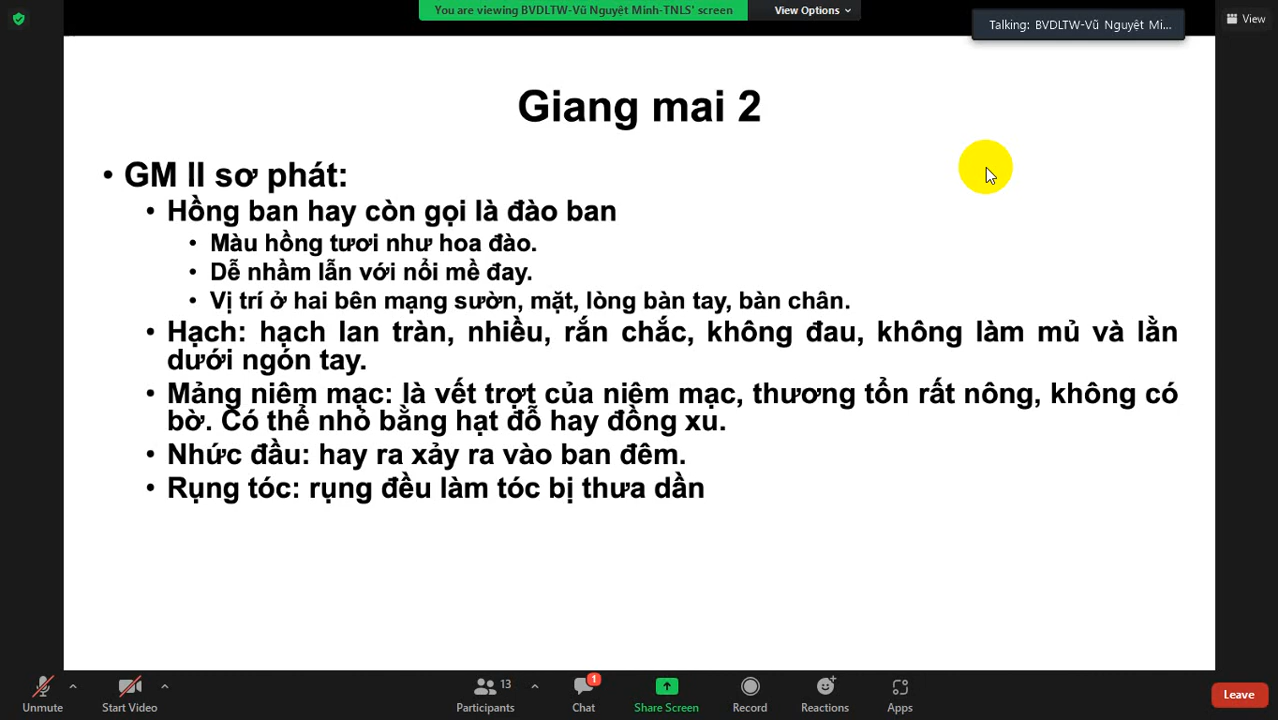 You are viewing BVDLTW-Vũ Nguyệt Minh-TNLS' screen
View Options
Talking: BVDLTW-Vũ Nguyệt Mi...
View
Giang mai 2
• GM II sơ phát:
• Hồng ban hay còn gọi là đào ban
• Màu hồng tươi như hoa đào.
• Dễ nhầm lẫn với nổi mề đay.
• Vị trí ở hai bên mạng sườn, mặt, lòng bàn tay, bàn chân.
• Hạch: hạch lan tràn, nhiều, rắn chắc, không đau, không làm mủ và lằn
dưới ngón tay.
• Mảng niêm mạc: là vết trợt của niêm mạc, thương tổn rất nông, không có
bờ. Có thể nhỏ bằng hạt đỗ hay đồng xu.
• Nhức đầu: hay ra xảy ra vào ban đêm.
• Rụng tóc: rụng đều làm tóc bị thưa dần
13
1
Unmute
Start Video
Participants
Chat
Share Screen
Record
Reactions
Apps
Leave